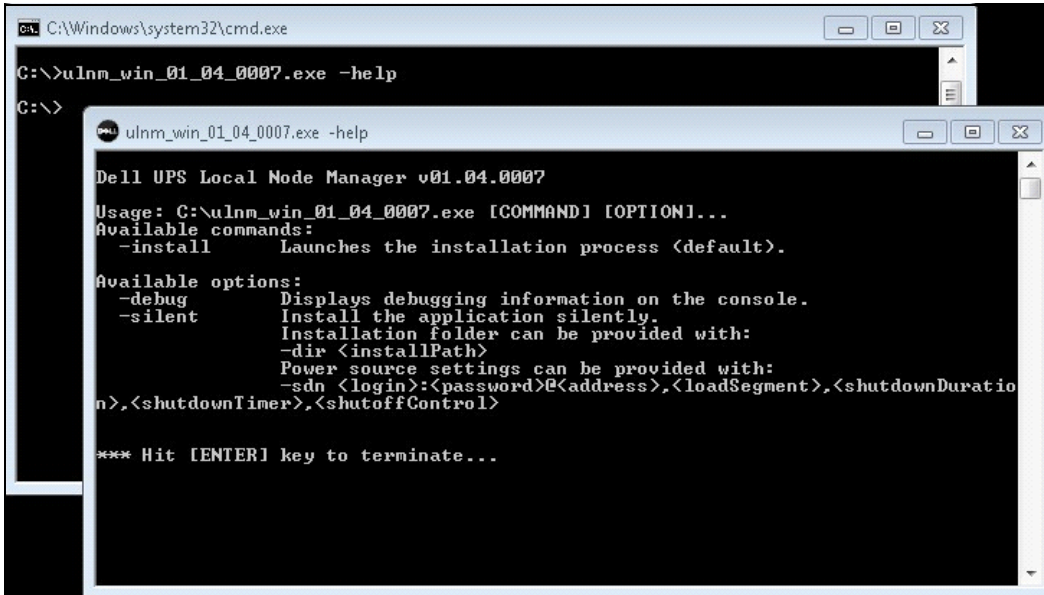 C:\Windows\system32\cmd.exe
C:\>ulnm_win_01_04_0007.exe -help
C:\>
ulnm_win_01_04_0007.exe -help
Dell UPS Local Node Manager v01.04.0007
Usage: C:\ulnm_win_01_04_0007.exe [COMMAND] [OPTION]...
Available commands:
-install Launches the installation process (default).
Available options:
-debug Displays debugging information on the console.
-silent Install the application silently.
Installation folder can be provided with:
-dir <installPath>
Power source settings can be provided with:
-sdn <login>:<password>@<address>,<loadSegment>,<shutdownDuratio
n>,<shutdownTimer>,<shutoffControl>
*** Hit [ENTER] key to terminate...